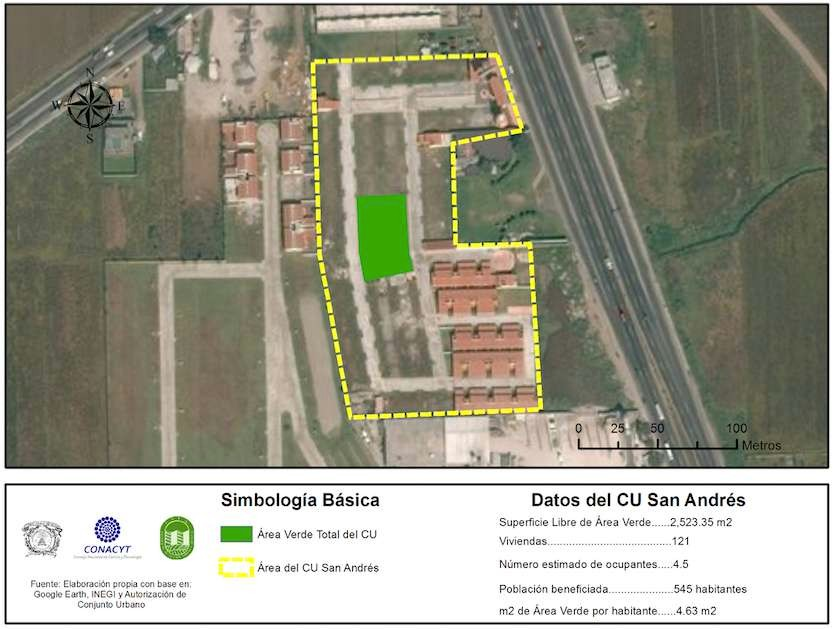 N
W E
S
0 25 50 100
Metros
Simbología Básica
Área Verde Total del CU
Área del CU San Andrés
CONACYT
Fuente: Elaboración propia con base en:
Google Earth, INEGI y Autorización de
Conjunto Urbano
Datos del CU San Andrés
Superficie Libre de Área Verde......2,523.35 m2
Viviendas.......................................121
Número estimado de ocupantes.....4.5
Población beneficiada.....................545 habitantes
m2 de Área Verde por habitante......4.63 m2